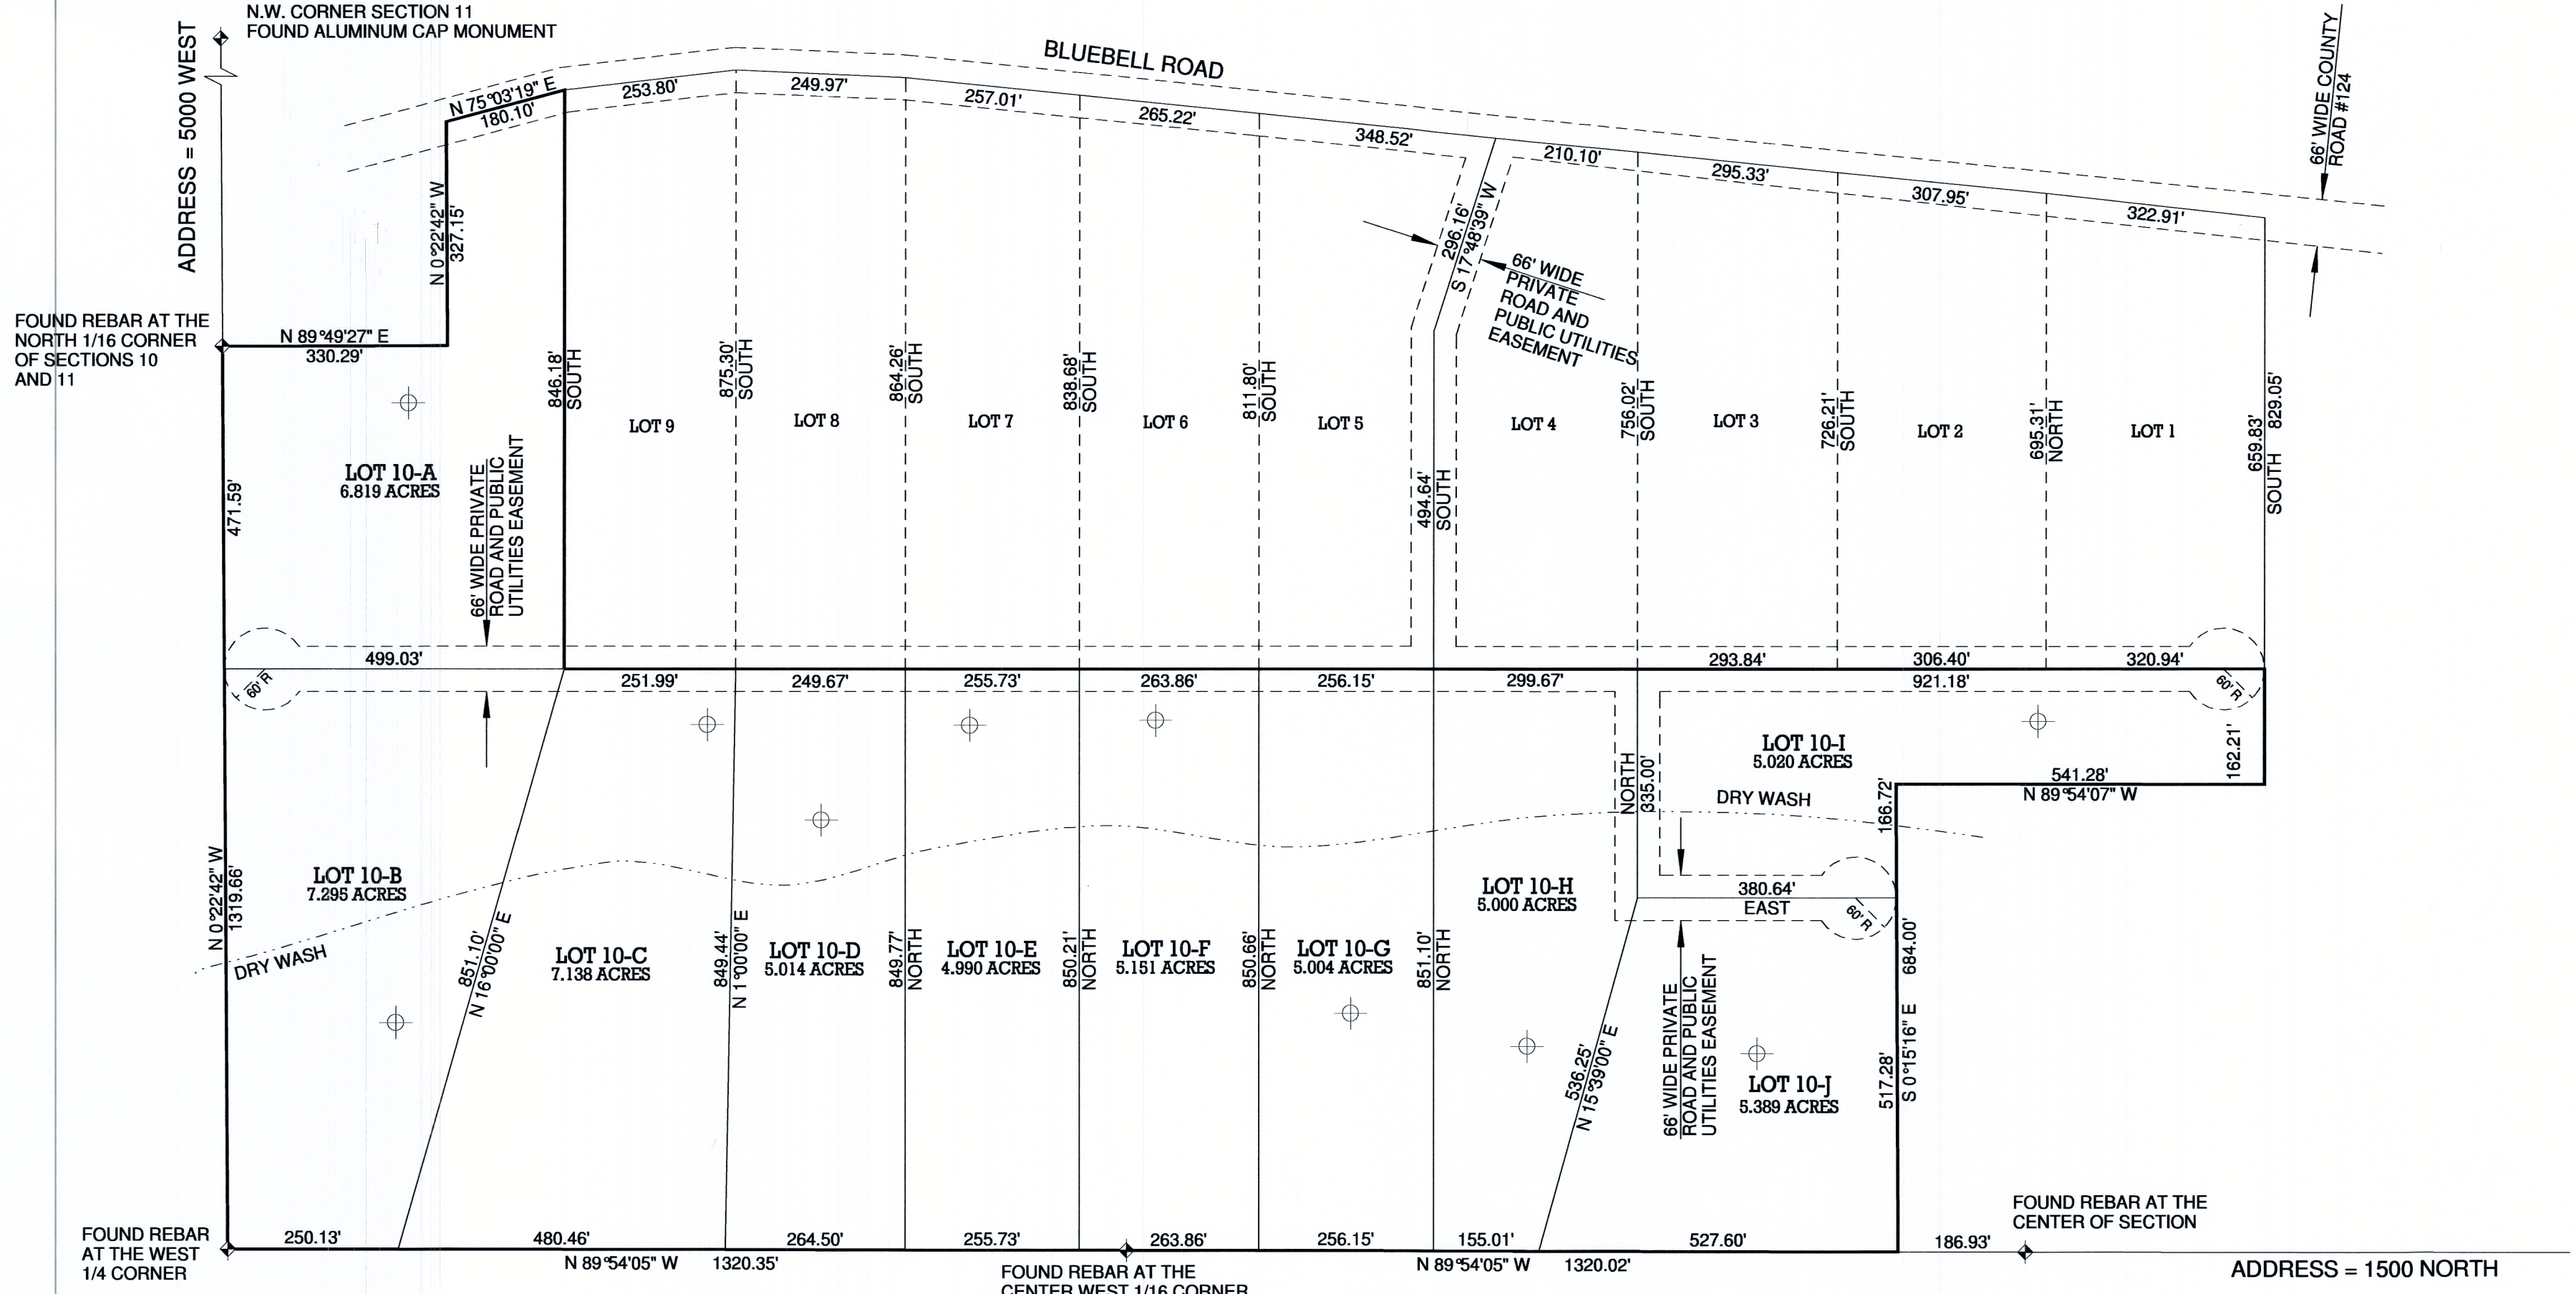 N.W. CORNER SECTION 11
FOUND ALUMINUM CAP MONUMENT
ADDRESS = 5000 WEST
BLUEBELL ROAD
66' WIDE COUNTY
ROAD #124
N 75°03'19" E
180.10'
253.80'
249.97'
257.01'
265.22'
348.52'
210.10'
295.33'
307.95'
322.91'
N 0°22'42" W
327.15'
296.16'
S 17°48'39" W
66' WIDE
PRIVATE
ROAD AND
PUBLIC UTILITIES
EASEMENT
FOUND REBAR AT THE
NORTH 1/16 CORNER
OF SECTIONS 10
AND 11
N 89°49'27" E
330.29'
846.18'
SOUTH
875.30'
SOUTH
864.26'
SOUTH
838.68'
SOUTH
811.80'
SOUTH
494.64'
SOUTH
756.02'
SOUTH
726.21'
SOUTH
695.31'
NORTH
659.83'
SOUTH 829.05'
LOT 9
LOT 8
LOT 7
LOT 6
LOT 5
LOT 4
LOT 3
LOT 2
LOT 1
LOT 10-A
6.819 ACRES
471.59'
66' WIDE PRIVATE
ROAD AND PUBLIC
UTILITIES EASEMENT
499.03'
60' R
293.84'
306.40'
320.94'
251.99'
249.67'
255.73'
263.86'
256.15'
299.67'
921.18'
60' R
LOT 10-I
5.020 ACRES
162.21'
541.28'
N 89°54'07" W
NORTH
335.00'
DRY WASH
166.72'
LOT 10-B
7.295 ACRES
N 0°22'42" W
1319.66'
DRY WASH
851.10'
N 16°00'00" E
LOT 10-C
7.138 ACRES
849.44'
N 1°00'00" E
LOT 10-D
5.014 ACRES
849.77'
NORTH
LOT 10-E
4.990 ACRES
850.21'
NORTH
LOT 10-F
5.151 ACRES
850.66'
NORTH
LOT 10-G
5.004 ACRES
851.10'
NORTH
LOT 10-H
5.000 ACRES
380.64'
EAST
60' R
536.25'
N 15°39'00" E
66' WIDE PRIVATE
ROAD AND PUBLIC
UTILITIES EASEMENT
LOT 10-J
5.389 ACRES
517.28'
S 0°15'16" E 684.00'
FOUND REBAR AT THE
CENTER OF SECTION
FOUND REBAR
AT THE WEST
1/4 CORNER
250.13'
480.46'
264.50'
255.73'
263.86'
256.15'
155.01'
527.60'
186.93'
N 89°54'05" W 1320.35'
N 89°54'05" W 1320.02'
FOUND REBAR AT THE
CENTER WEST 1/16 CORNER
ADDRESS = 1500 NORTH